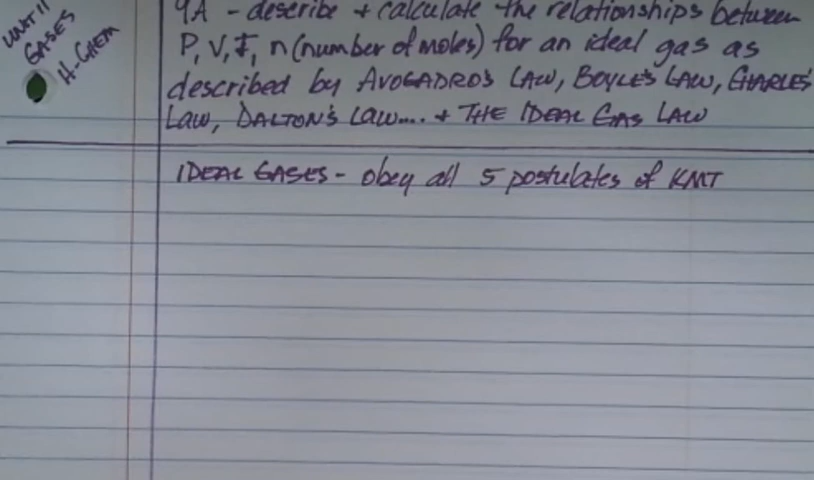 UNIT 11
GASES
H-CHEM
9A - describe + calculate the relationships between
P, V, T, n (number of moles) for an ideal gas as
described by AVOGADRO'S LAW, BOYLE'S LAW, CHARLES'
LAW, DALTON'S LAW.... + THE IDEAL GAS LAW
IDEAL GASES - obey all 5 postulates of KMT